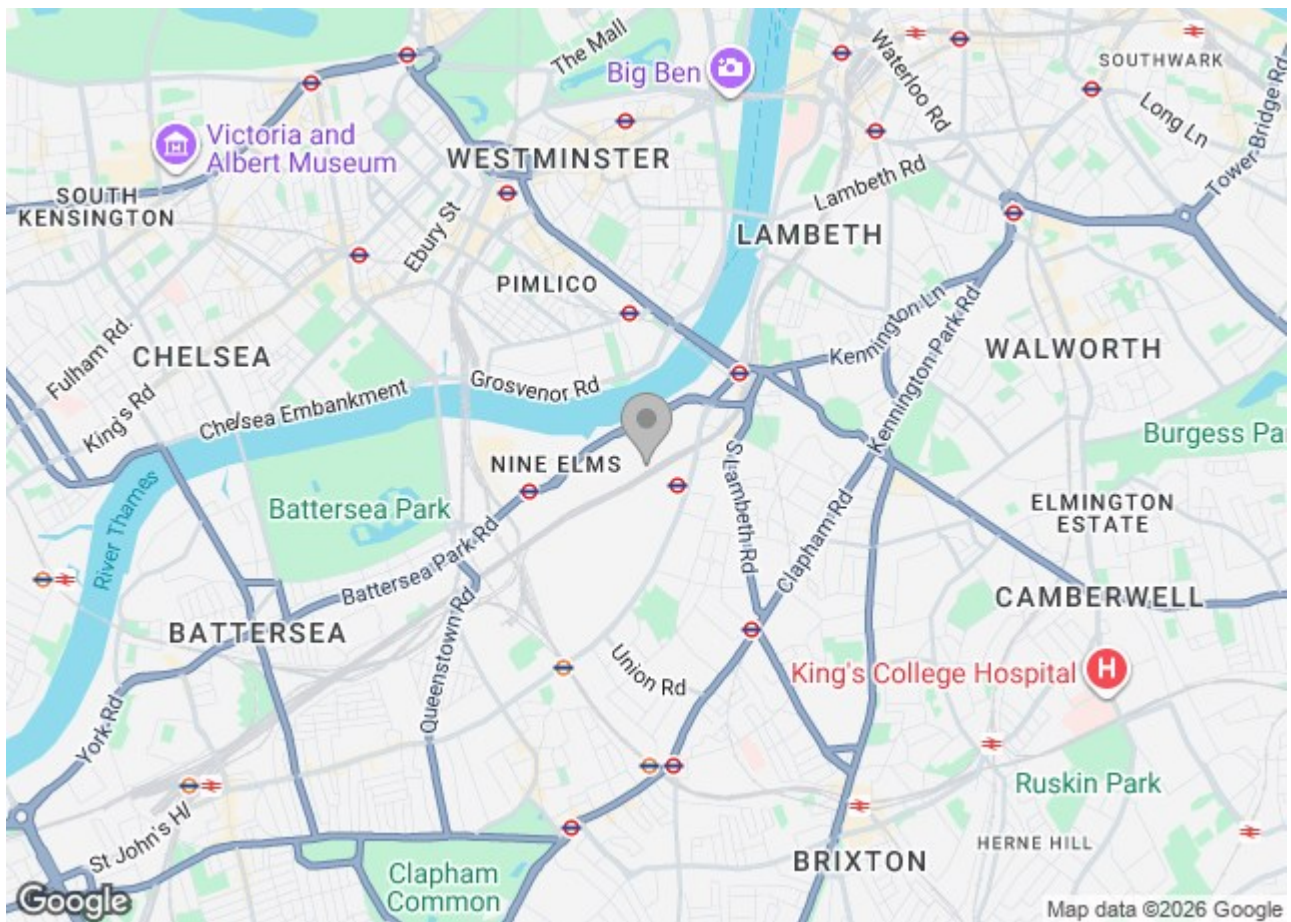 The Mall
Big Ben
Waterloo Rd
SOUTHWARK
Long Ln
Tower Bridge Rd
Victoria and
Albert Museum
WESTMINSTER
Lambeth Rd
SOUTH
KENSINGTON
Ebury St
LAMBETH
PIMLICO
Kennington Ln
Kennington Park Rd
WALWORTH
Fulham Rd.
CHELSEA
King's Rd
Chelsea Embankment
Grosvenor Rd
Burgess Pa
NINE ELMS
S Lambeth Rd
Clapham Rd
River Thames
Battersea Park
ELMINGTON
ESTATE
Battersea Park Rd
CAMBERWELL
BATTERSEA
Queenstown Rd
Union Rd
King's College Hospital
H
York Rd
Ruskin Park
St John's Hl
HERNE HILL
Clapham
Common
BRIXTON
Google
Map data ©2026 Google